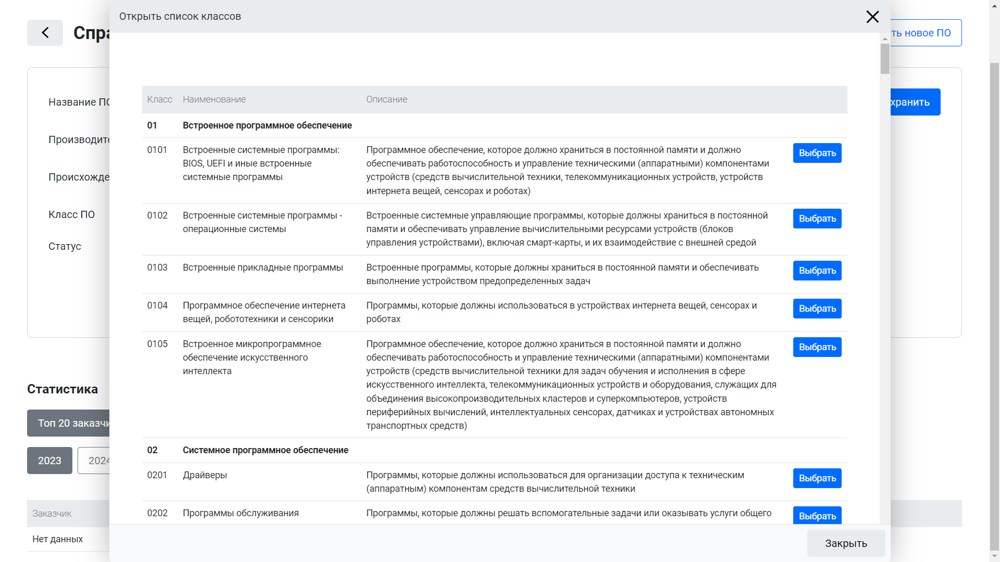 Открыть список классов
Спра
ть новое ПО
Название ПО
хранить
Производите
Происхожде
Класс ПО
Статус
Статистика
Топ 20 заказчи
2023
2024
Заказчик
Нет данных
Класс Наименование Описание
01 Встроенное программное обеспечение
0101 Встроенные системные программы: BIOS, UEFI и иные встроенные системные программы
Программное обеспечение, которое должно храниться в постоянной памяти и должно
обеспечивать работоспособность и управление техническими (аппаратными) компонентами
устройств (средств вычислительной техники, телекоммуникационных устройств, устройств
интернета вещей, сенсорах и роботах)
Выбрать
0102 Встроенные системные программы -
операционные системы
Встроенные системные управляющие программы, которые должны храниться в постоянной
памяти и обеспечивать управление вычислительными ресурсами устройств (блоков
управления устройствами), включая смарт-карты, и их взаимодействие с внешней средой
Выбрать
0103 Встроенные прикладные программы
Встроенные программы, которые должны храниться в постоянной памяти и обеспечивать
выполнение устройством предопределенных задач
Выбрать
0104 Программное обеспечение интернета
вещей, робототехники и сенсорики
Программы, которые должны использоваться в устройствах интернета вещей, сенсорах и
роботах
Выбрать
0105 Встроенное микропрограммное
обеспечение искусственного
интеллекта
Программное обеспечение, которое должно храниться в постоянной памяти и должно
обеспечивать работоспособность и управление техническими (аппаратными) компонентами
устройств (средств вычислительной техники для задач обучения и исполнения в сфере
искусственного интеллекта, телекоммуникационных устройств и оборудования, служащих для
объединения высокопроизводительных кластеров и суперкомпьютеров, устройств
периферийных вычислений, интеллектуальных сенсорах, датчиках и устройствах автономных
транспортных средств)
Выбрать
02 Системное программное обеспечение
0201 Драйверы
Программы, которые должны использоваться для организации доступа к техническим
(аппаратным) компонентам средств вычислительной техники
Выбрать
0202 Программы обслуживания
Программы, которые должны решать вспомогательные задачи или оказывать услуги общего
Выбрать
Закрыть